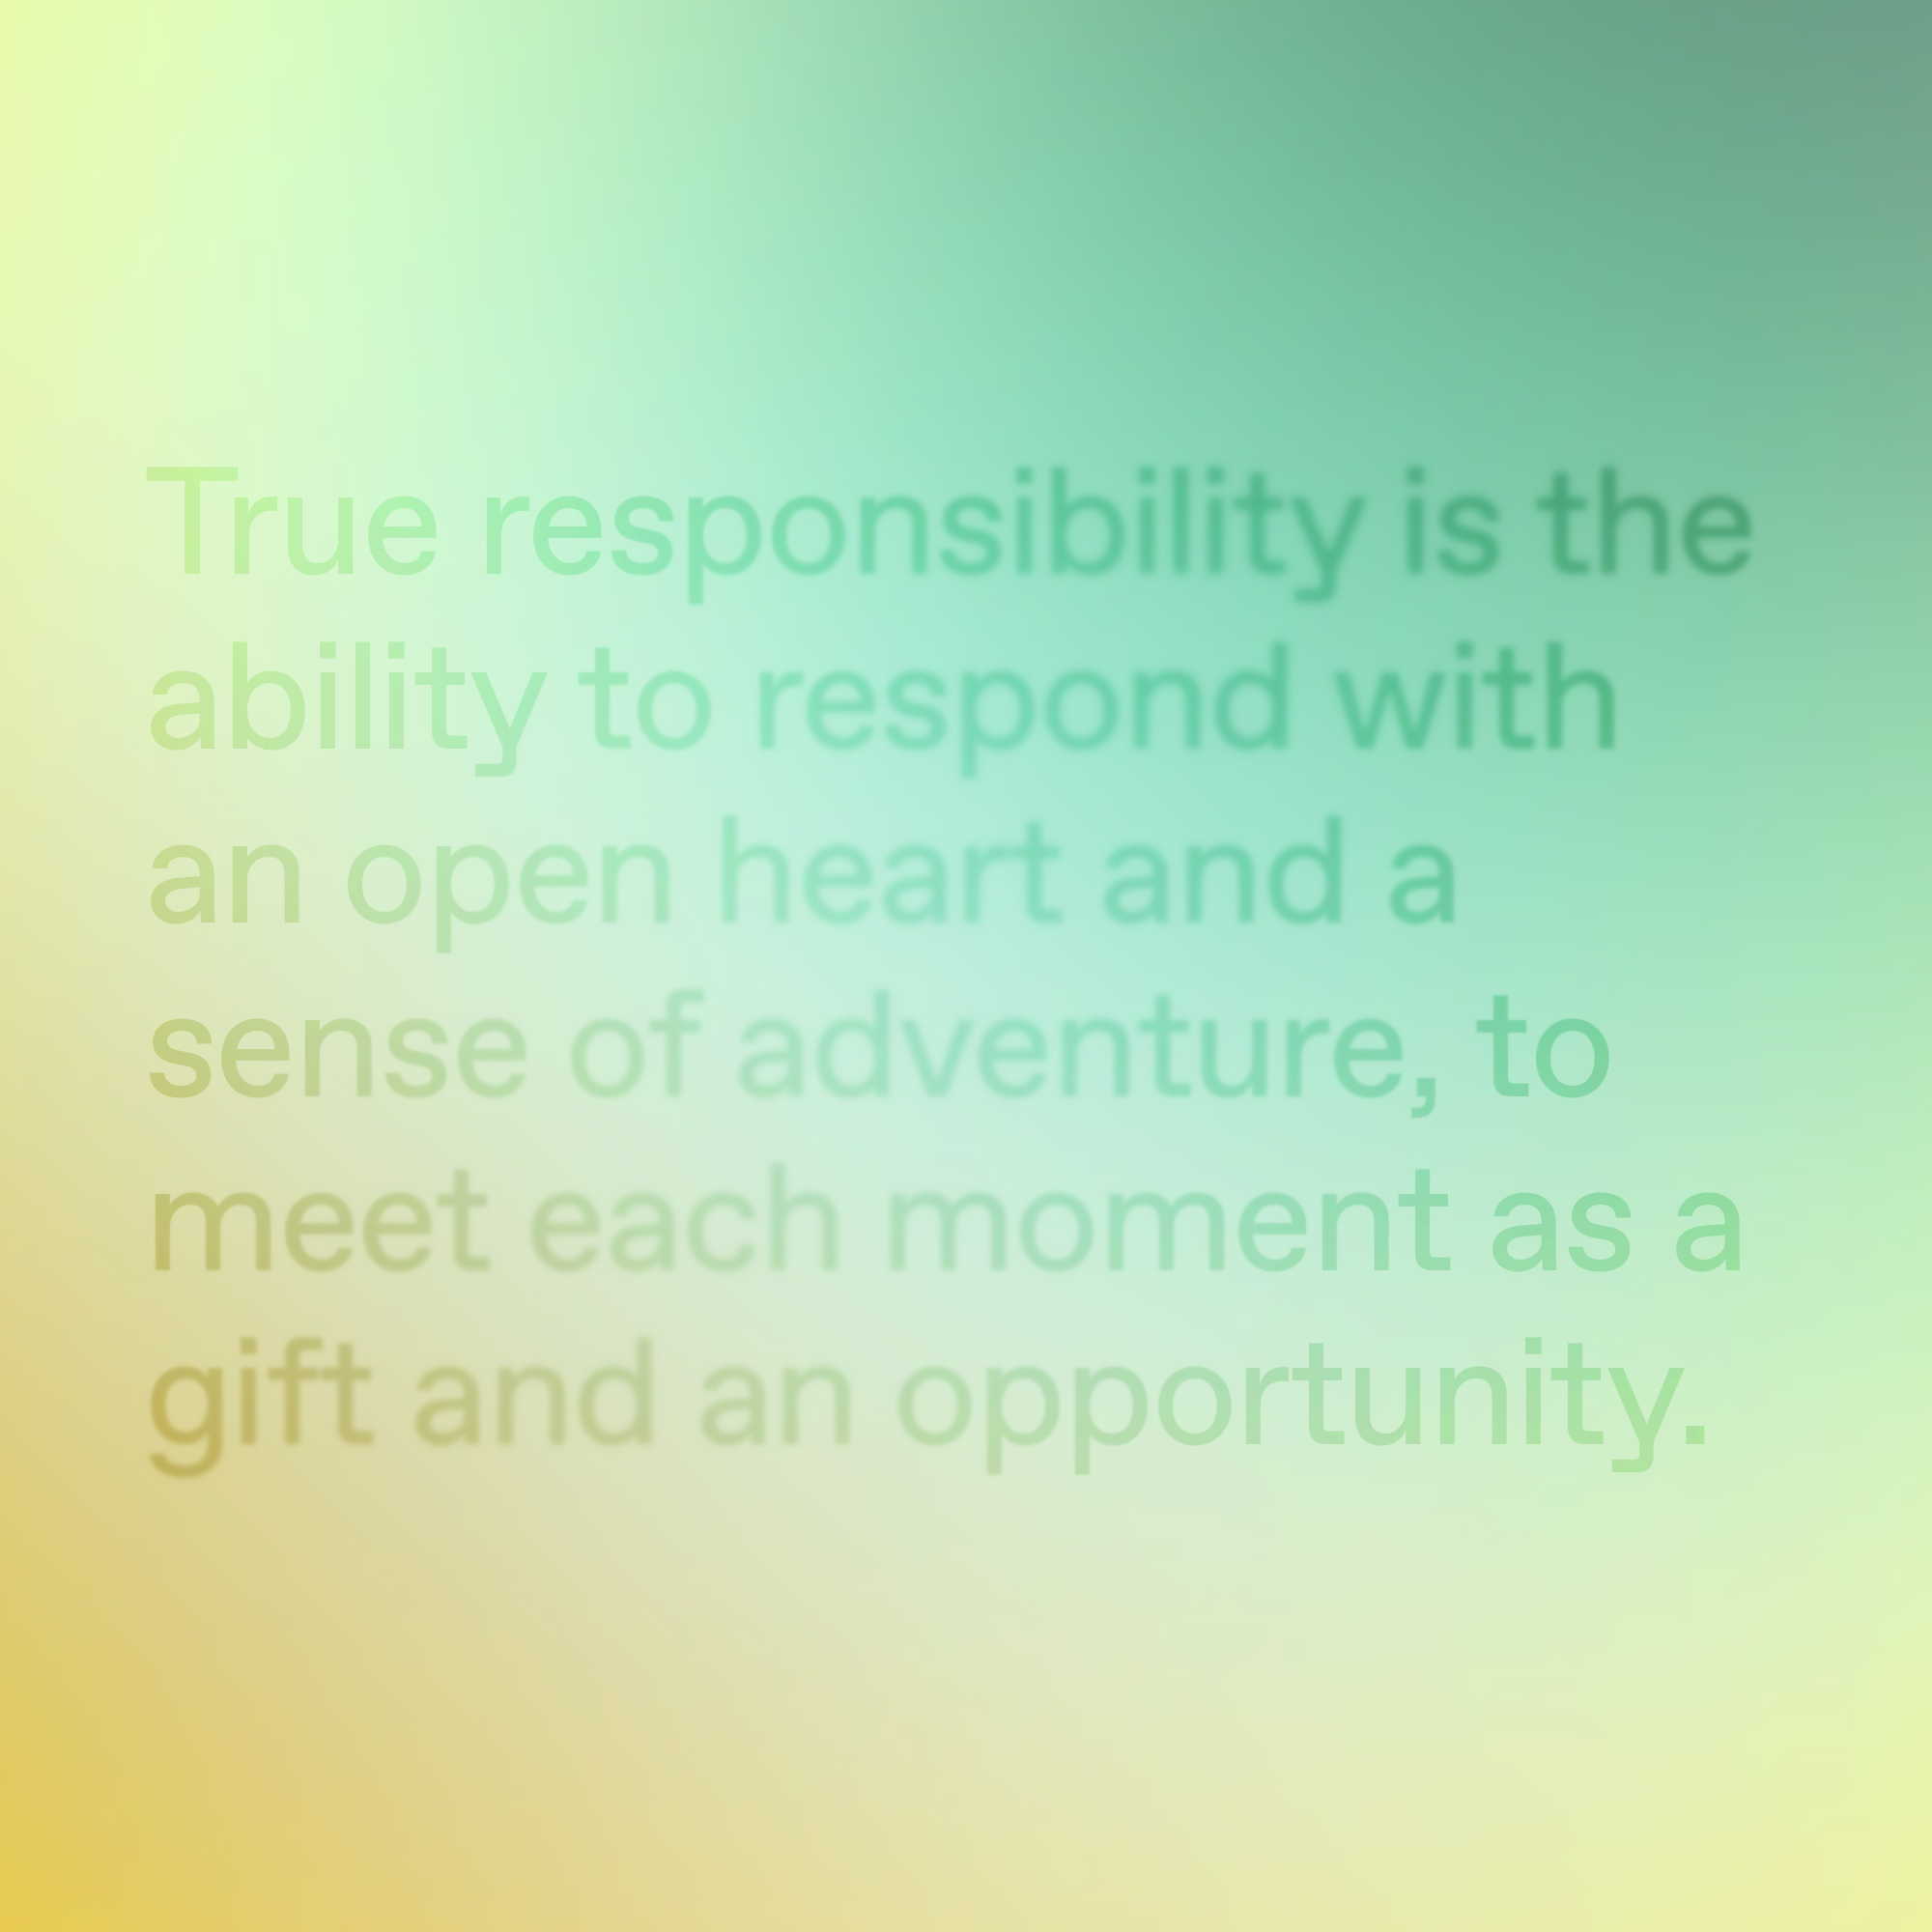 True responsibility is the
ability to respond with
an open heart and a
sense of adventure, to
meet each moment as a
gift and an opportunity.